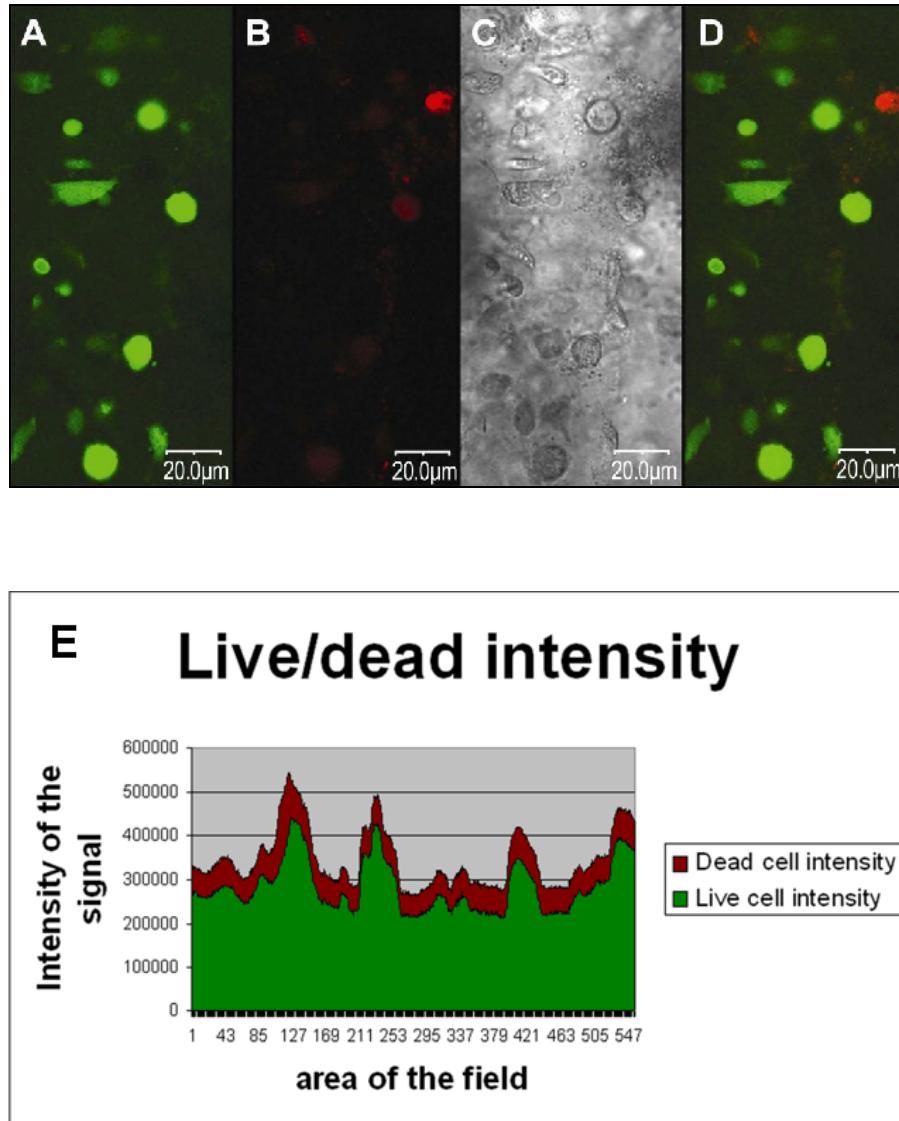 A B C D
20.0μm 20.0μm 20.0μm 20.0μm
E
Live/dead intensity
Intensity of the
signal
600000
500000
400000
300000
200000
100000
0
1 43 85 127 169 211 253 295 337 379 421 463 505 547
area of the field
Dead cell intensity
Live cell intensity